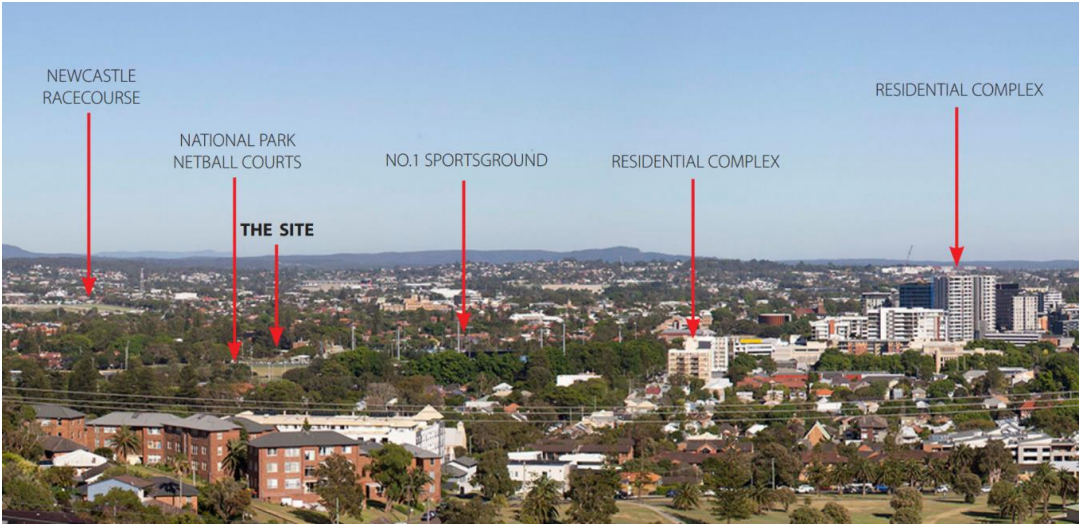 NEWCASTLE
RACECOURSE
NATIONAL PARK
NETBALL COURTS
THE SITE
NO.1 SPORTSGROUND
RESIDENTIAL COMPLEX
RESIDENTIAL COMPLEX